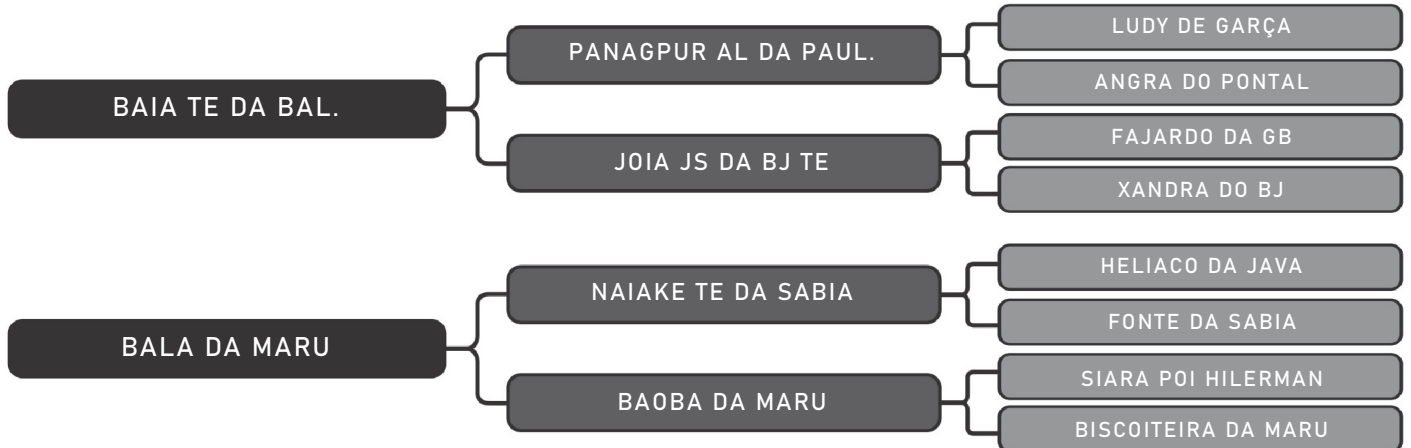 LUDY DE GARÇA
PANAGPUR AL DA PAUL.
ANGRA DO PONTAL
BAIA TE DA BAL.
FAJARDO DA GB
JOIA JS DA BJ TE
XANDRA DO BJ
HELIACO DA JAVA
NAIAKE TE DA SABIA
FONTE DA SABIA
BALA DA MARU
SIARA POI HILERMAN
BAOBA DA MARU
BISCOITEIRA DA MARU